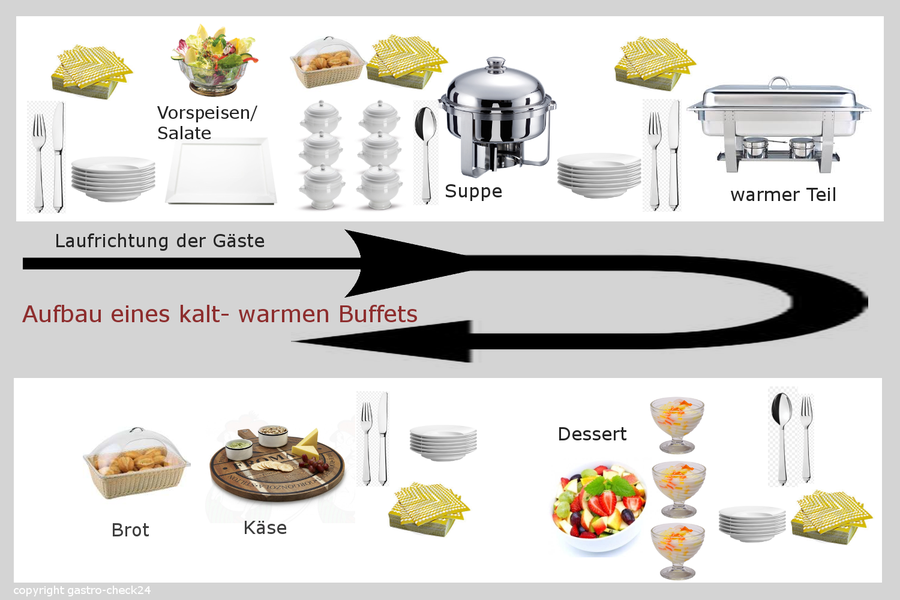 Vorspeisen/
Salate
Suppe
warmer Teil
Laufrichtung der Gäste
Aufbau eines kalt- warmen Buffets
Dessert
Brot
Käse
copyright gastro-check24